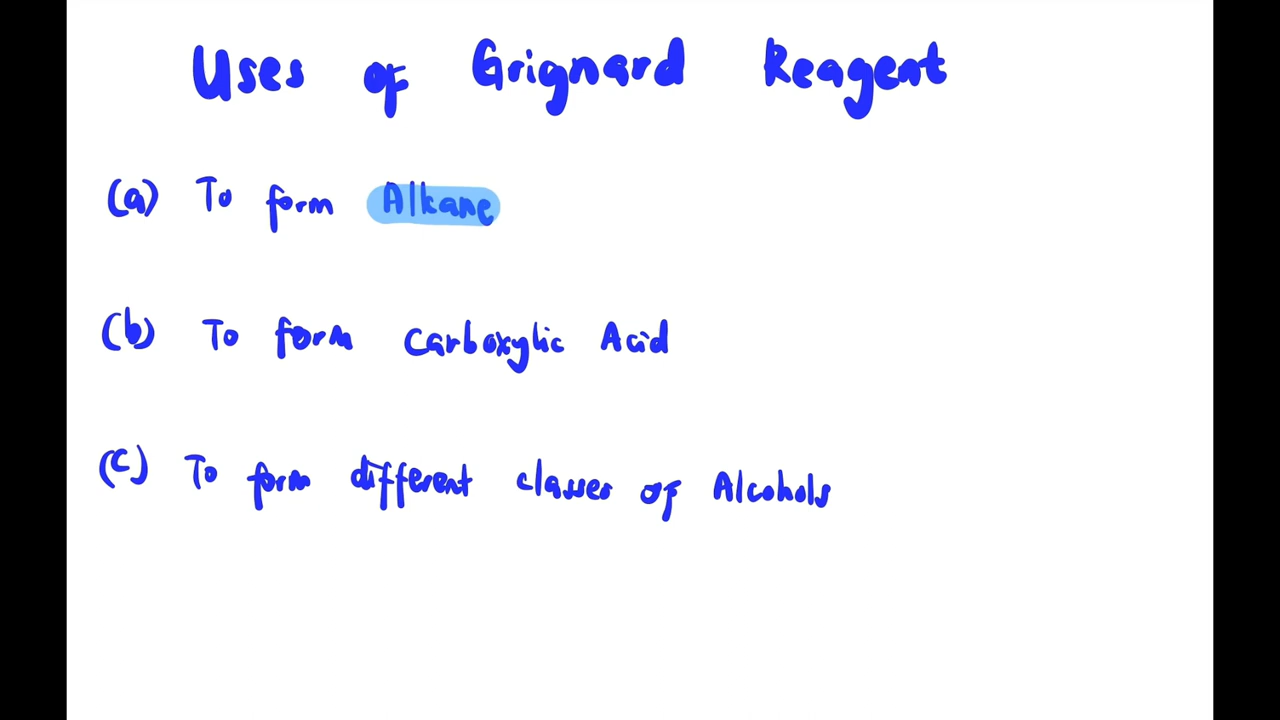 Uses of Grignard Reagent
(a) To form Alkane
(b) To form Carboxylic Acid
(c) To form different classes of Alcohols